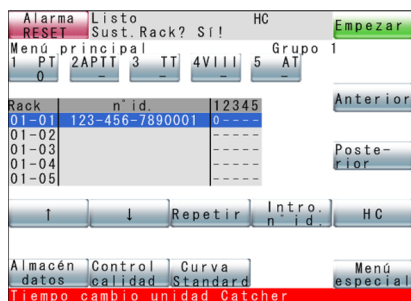 Alarma RESET Listo HC Empezar
Sust. Rack? Sí!
Menú principal Grupo 1
1 PT 2APTT 3 TT 4VIII 5 AT
0 - - - -
Rack n°id. 12345
01-01 123-456-7890001 0----
01-02 -----
01-03 -----
01-04 -----
01-05 -----
Anterior
Poste-
rior
↑ ↓ Repetir Intro. n°id. HC
Almacén datos Control calidad Curva Standard Menú especial
Tiempo cambio unidad Catcher